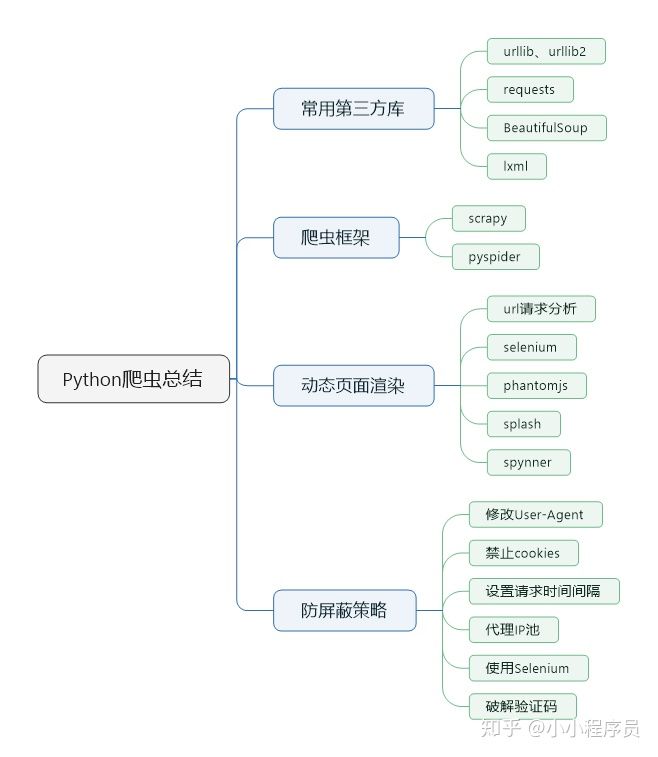 Python爬虫总结
常用第三方库
urllib、urllib2
requests
BeautifulSoup
lxml
爬虫框架
scrapy
pyspider
动态页面渲染
url请求分析
selenium
phantomjs
splash
spynner
防屏蔽策略
修改User-Agent
禁止cookies
设置请求时间间隔
代理IP池
使用Selenium
破解验证码
知乎 @小小程序员